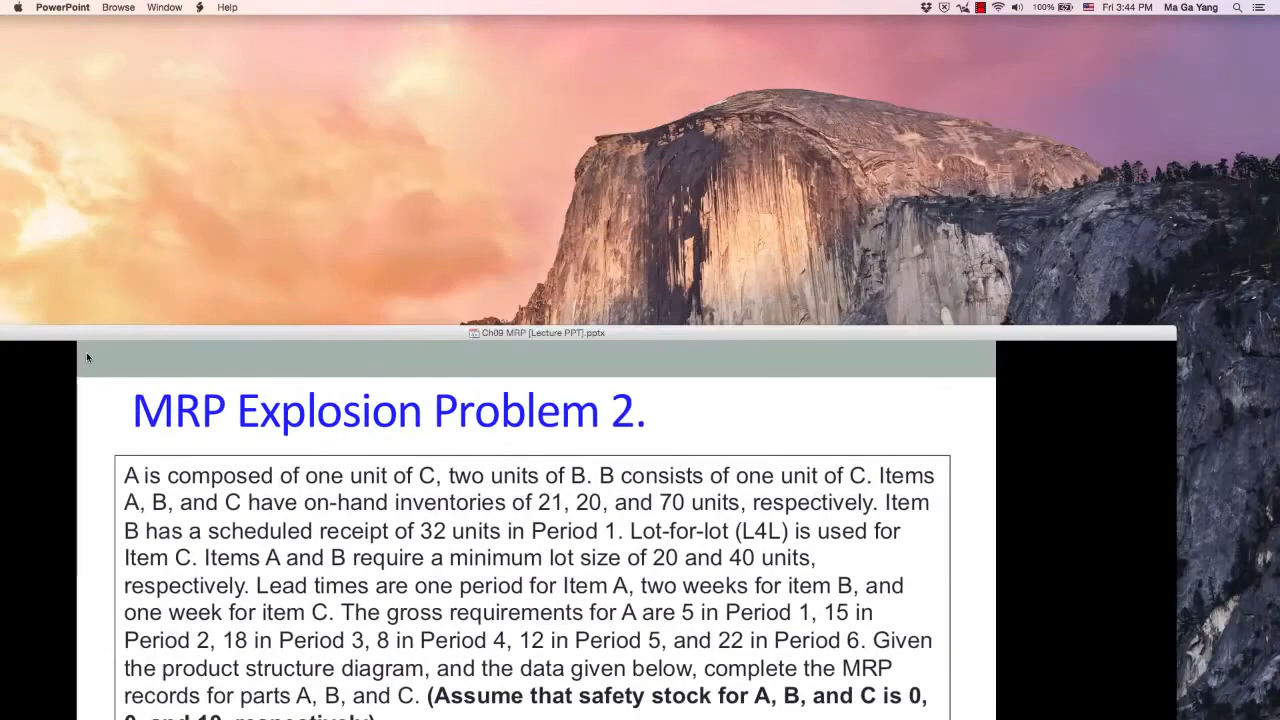 PowerPoint Browse Window Help 100% Fri 3:44 PM Ma Ga Yang
Ch09 MRP [Lecture PPT].pptx
MRP Explosion Problem 2.
A is composed of one unit of C, two units of B. B consists of one unit of C. Items
A, B, and C have on-hand inventories of 21, 20, and 70 units, respectively. Item
B has a scheduled receipt of 32 units in Period 1. Lot-for-lot (L4L) is used for
Item C. Items A and B require a minimum lot size of 20 and 40 units,
respectively. Lead times are one period for Item A, two weeks for item B, and
one week for item C. The gross requirements for A are 5 in Period 1, 15 in
Period 2, 18 in Period 3, 8 in Period 4, 12 in Period 5, and 22 in Period 6. Given
the product structure diagram, and the data given below, complete the MRP
records for parts A, B, and C. (Assume that safety stock for A, B, and C is 0,
0, and 10, respectively)